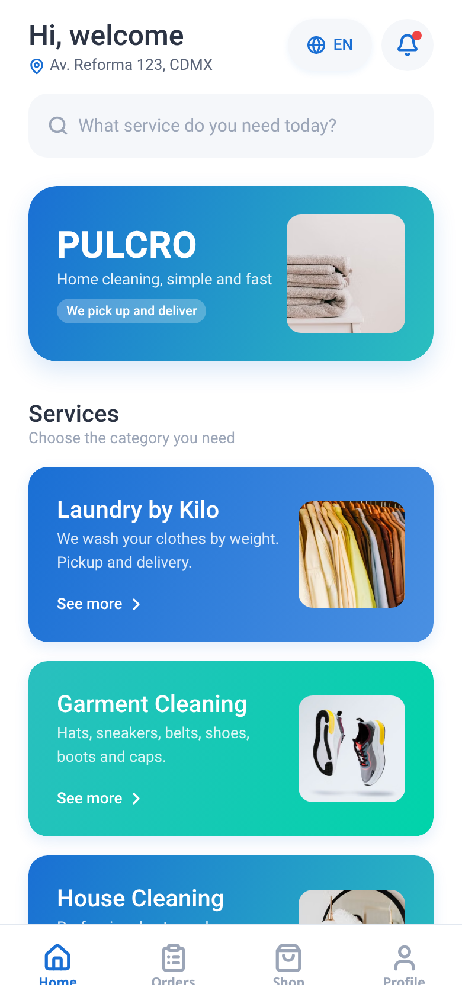 Hi, welcome
Av. Reforma 123, CDMX
EN
What service do you need today?
PULCRO
Home cleaning, simple and fast
We pick up and deliver
Services
Choose the category you need
Laundry by Kilo
We wash your clothes by weight.
Pickup and delivery.
See more
Garment Cleaning
Hats, sneakers, belts, shoes,
boots and caps.
See more
House Cleaning
Home
Orders
Shop
Profile